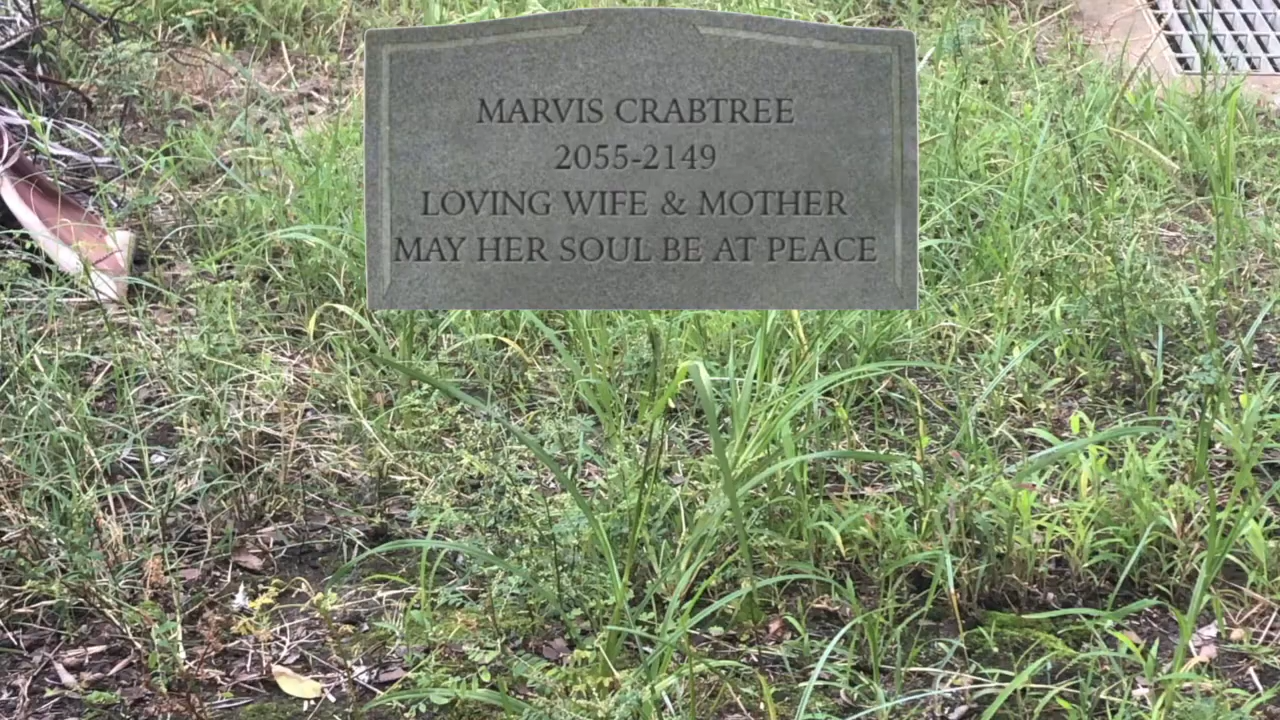 MARVIS CRABTREE
2055-2149
LOVING WIFE & MOTHER
MAY HER SOUL BE AT PEACE